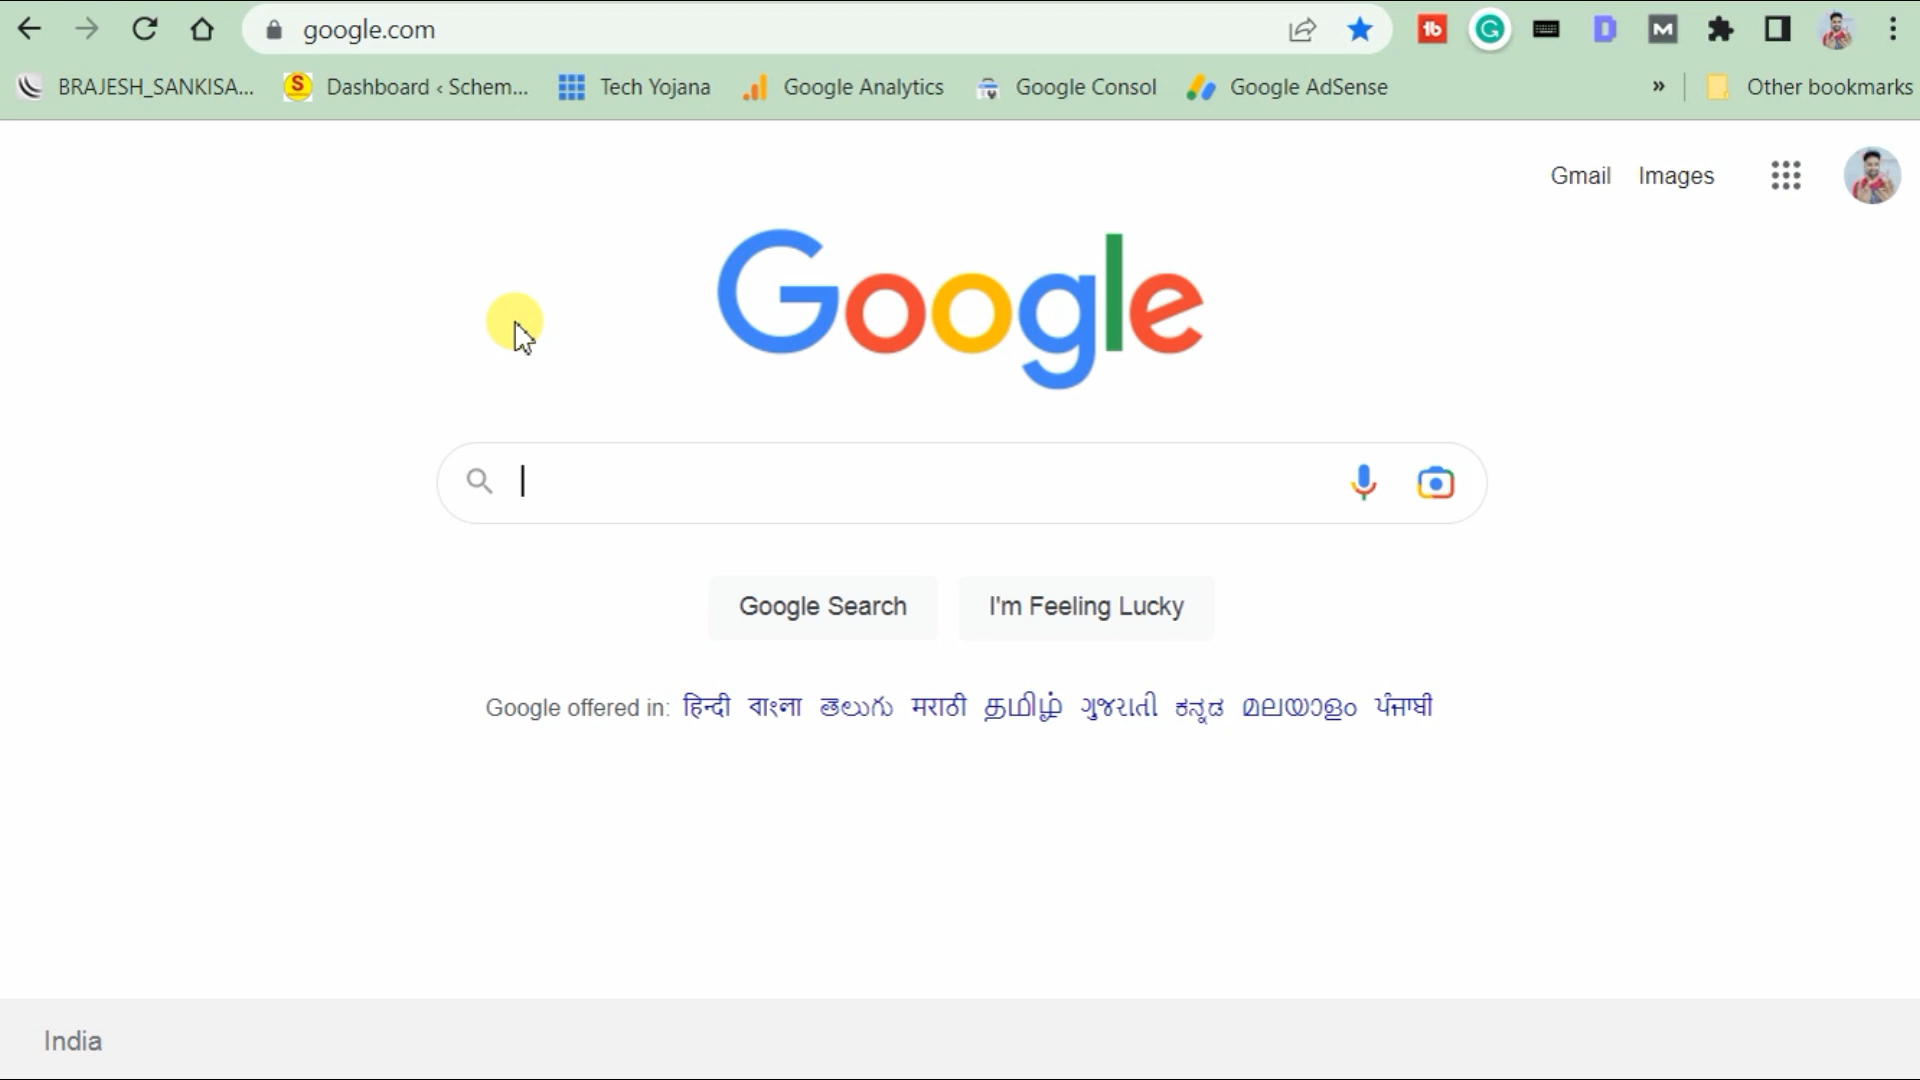 google.com
BRAJESH_SANKISA... Dashboard ‹ Schem... Tech Yojana Google Analytics Google Consol Google AdSense » Other bookmarks
Gmail Images
Google
Google Search I'm Feeling Lucky
Google offered in: हिन्दी বাংলা తెలుగు मराठी தமிழ் ગુજરાતી ಕನ್ನಡ മലയാളം ਪੰਜਾਬੀ
India